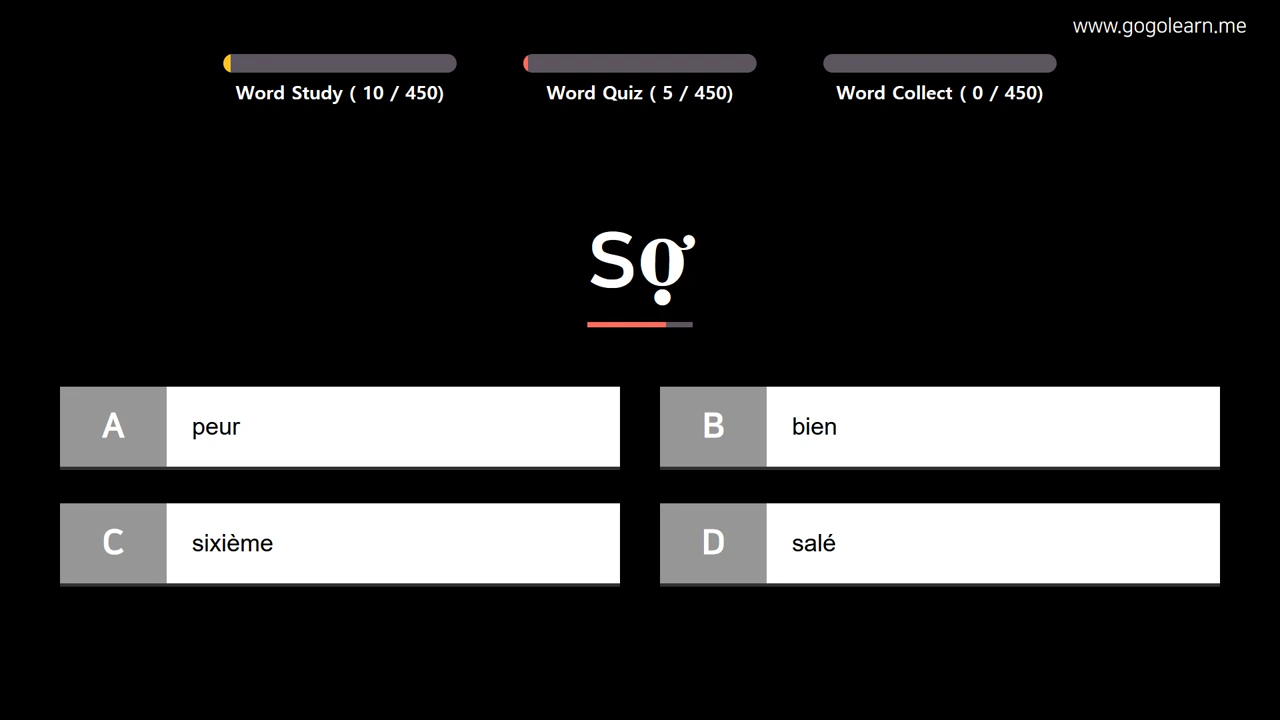 www.gogolearn.me
Word Study ( 10 / 450)
Word Quiz ( 5 / 450)
Word Collect ( 0 / 450)
Sợ
A peur
B bien
C sixième
D salé